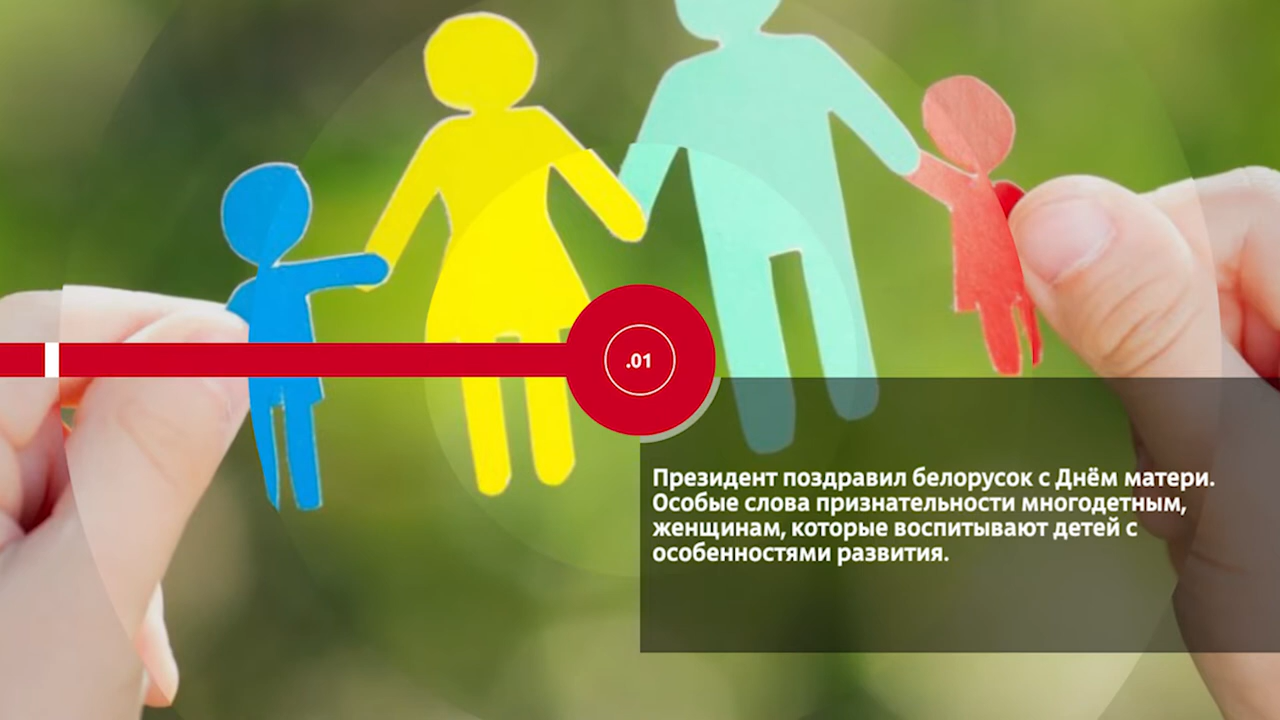 .01
Президент поздравил белорусок с Днём матери.
Особые слова признательности многодетным,
женщинам, которые воспитывают детей с
особенностями развития.